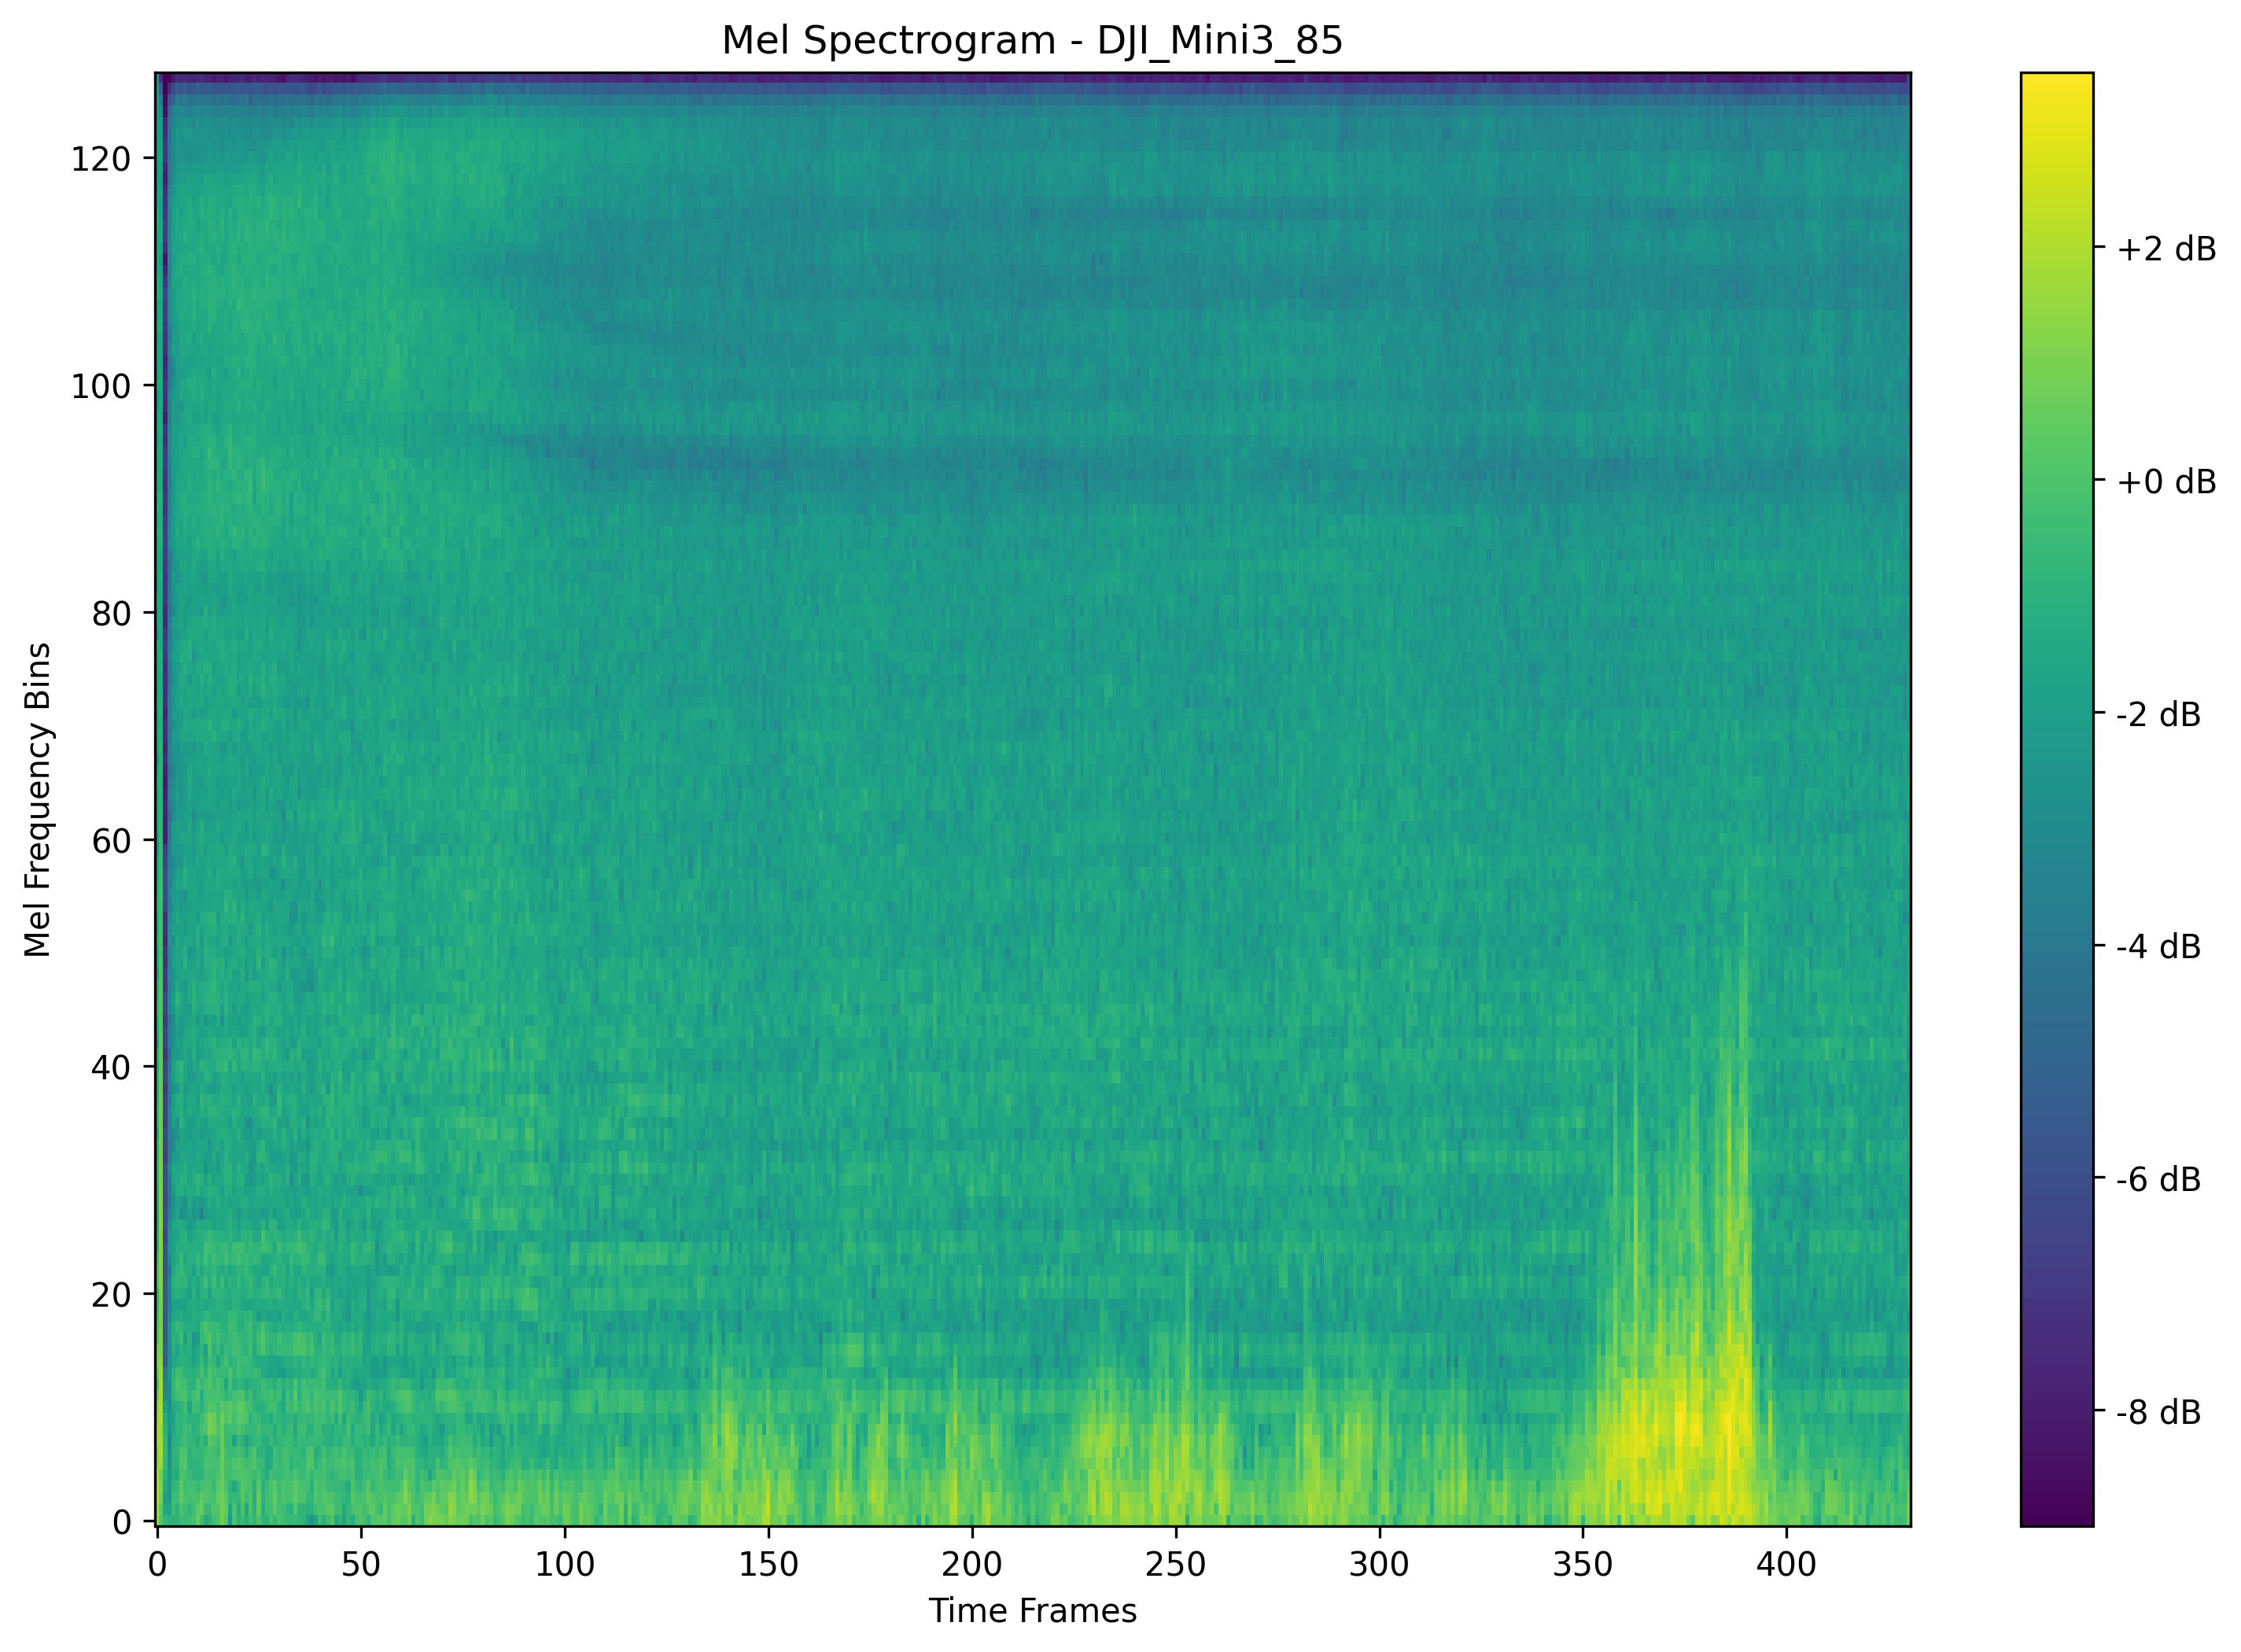 Mel Spectrogram - DJI_Mini3_85
Mel Frequency Bins
120
100
80
60
40
20
0
0 50 100 150 200 250 300 350 400
Time Frames
+2 dB
+0 dB
-2 dB
-4 dB
-6 dB
-8 dB